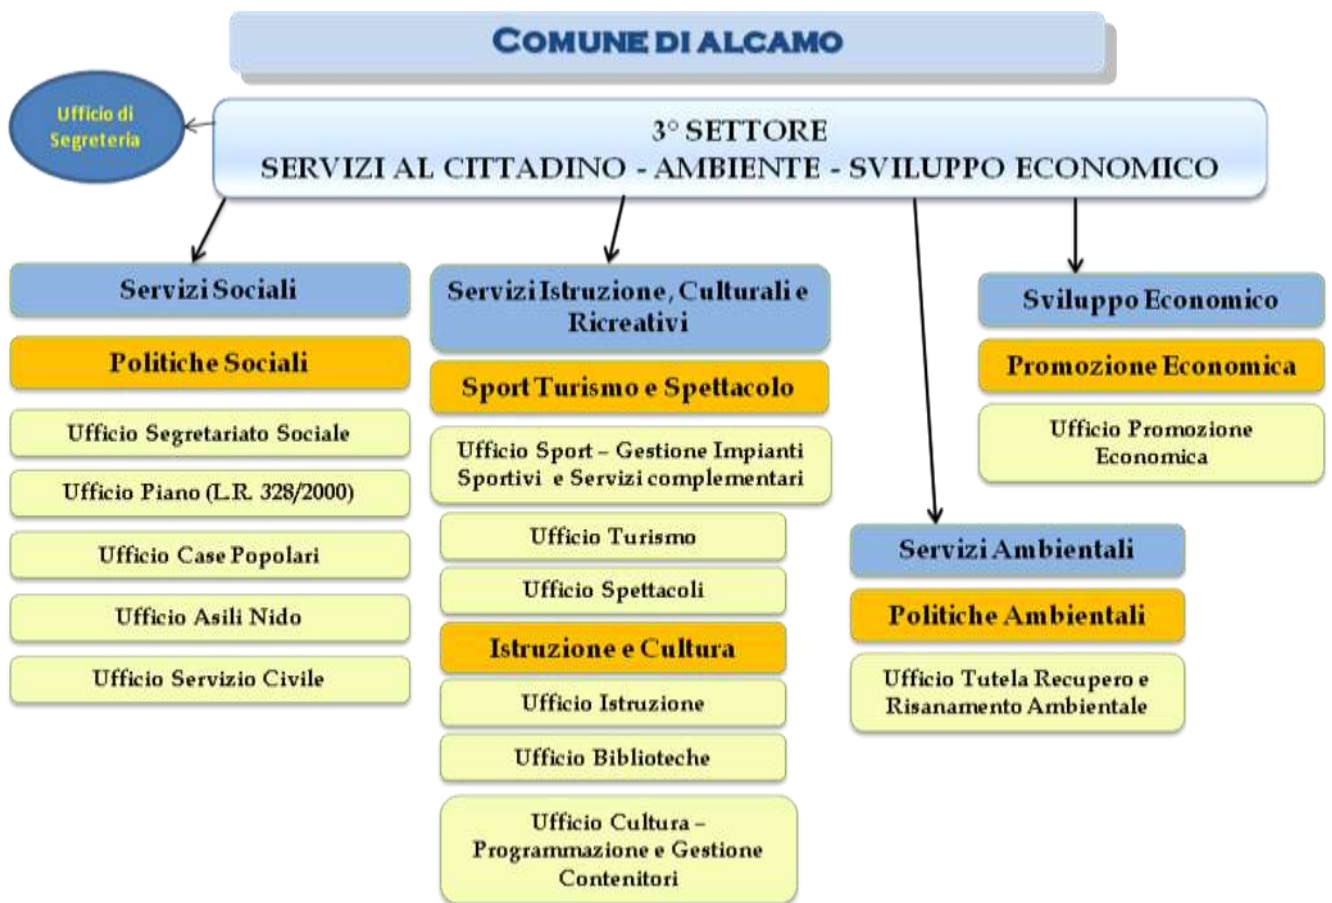 COMUNE DI ALCAMO
Ufficio di
Segreteria
3° SETTORE
SERVIZI AL CITTADINO - AMBIENTE - SVILUPPO ECONOMICO
Servizi Sociali
Politiche Sociali
Ufficio Segretariato Sociale
Ufficio Piano (L.R. 328/2000)
Ufficio Case Popolari
Ufficio Asili Nido
Ufficio Servizio Civile
Servizi Istruzione, Culturali e
Ricreativi
Sport Turismo e Spettacolo
Ufficio Sport – Gestione Impianti
Sportivi e Servizi complementari
Ufficio Turismo
Ufficio Spettacoli
Istruzione e Cultura
Ufficio Istruzione
Ufficio Biblioteche
Ufficio Cultura –
Programmazione e Gestione
Contenitori
Servizi Ambientali
Politiche Ambientali
Ufficio Tutela Recupero e
Risanamento Ambientale
Sviluppo Economico
Promozione Economica
Ufficio Promozione
Economica